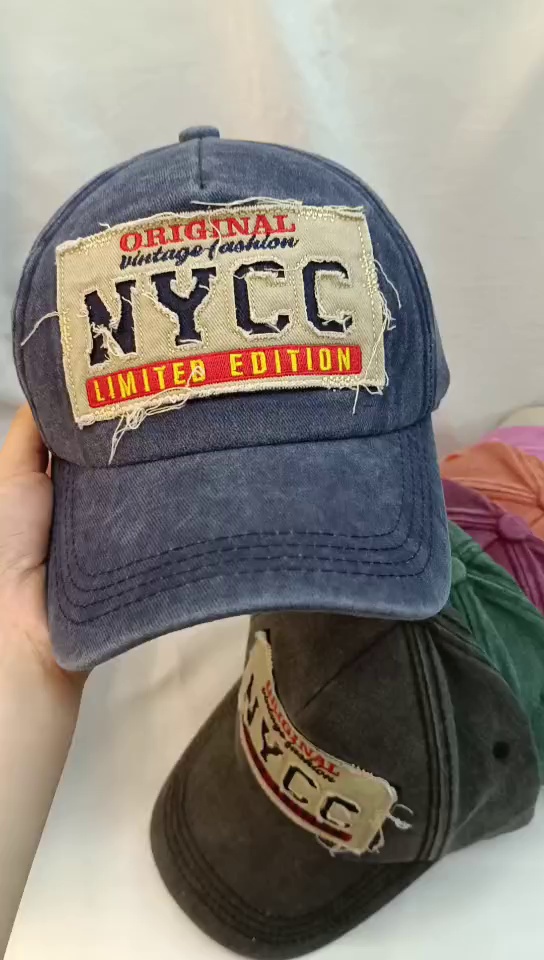 ORIGINAL
vintage fashion
NYCC
LIMITED EDITION
ORIGINAL
vintage fashion
NYCC